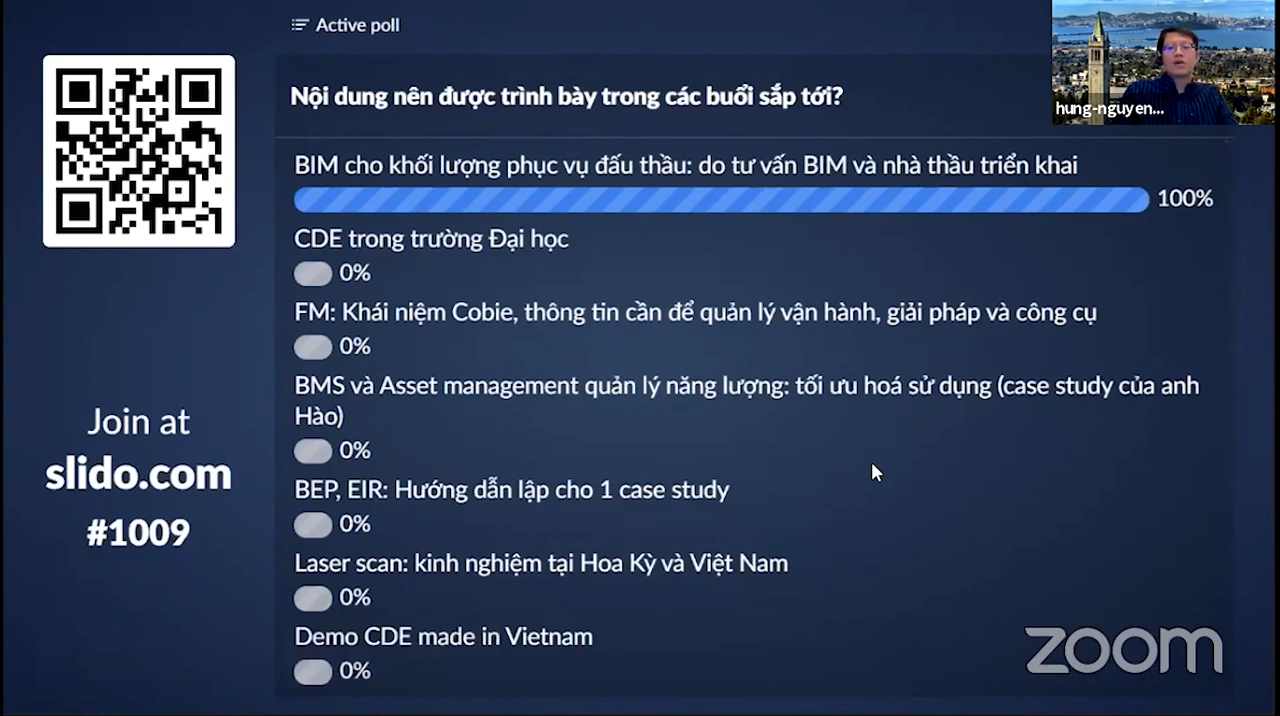 Active poll
Nội dung nên được trình bày trong các buổi sắp tới?
hung-nguyen...
BIM cho khối lượng phục vụ đấu thầu: do tư vấn BIM và nhà thầu triển khai
100%
CDE trong trường Đại học
0%
FM: Khái niệm Cobie, thông tin cần để quản lý vận hành, giải pháp và công cụ
0%
BMS và Asset management quản lý năng lượng: tối ưu hoá sử dụng (case study của anh
Hào)
0%
BEP, EIR: Hướng dẫn lập cho 1 case study
0%
Laser scan: kinh nghiệm tại Hoa Kỳ và Việt Nam
0%
Demo CDE made in Vietnam
0%
Join at
slido.com
#1009
zoom